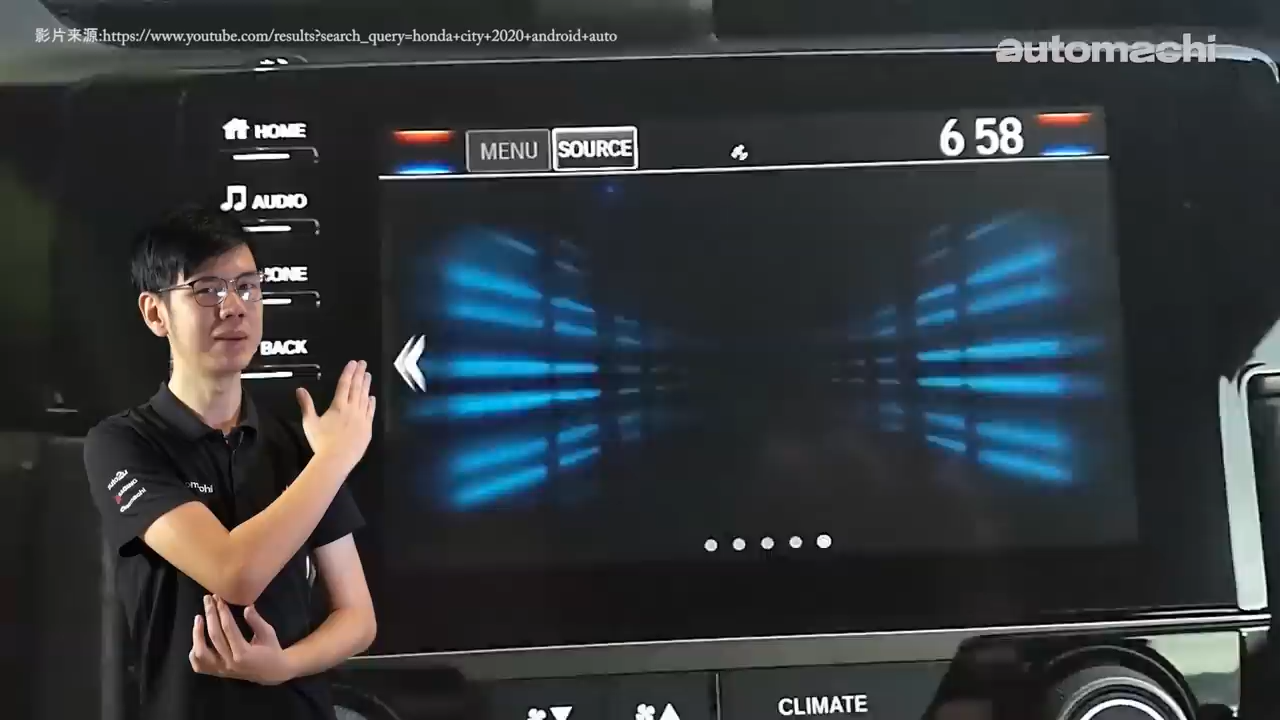 影片来源:https://www.youtube.com/results?search_query=honda+city+2020+android+auto
automachi
HOME
MENU
SOURCE
6 58
AUDIO
BACK
CLIMATE